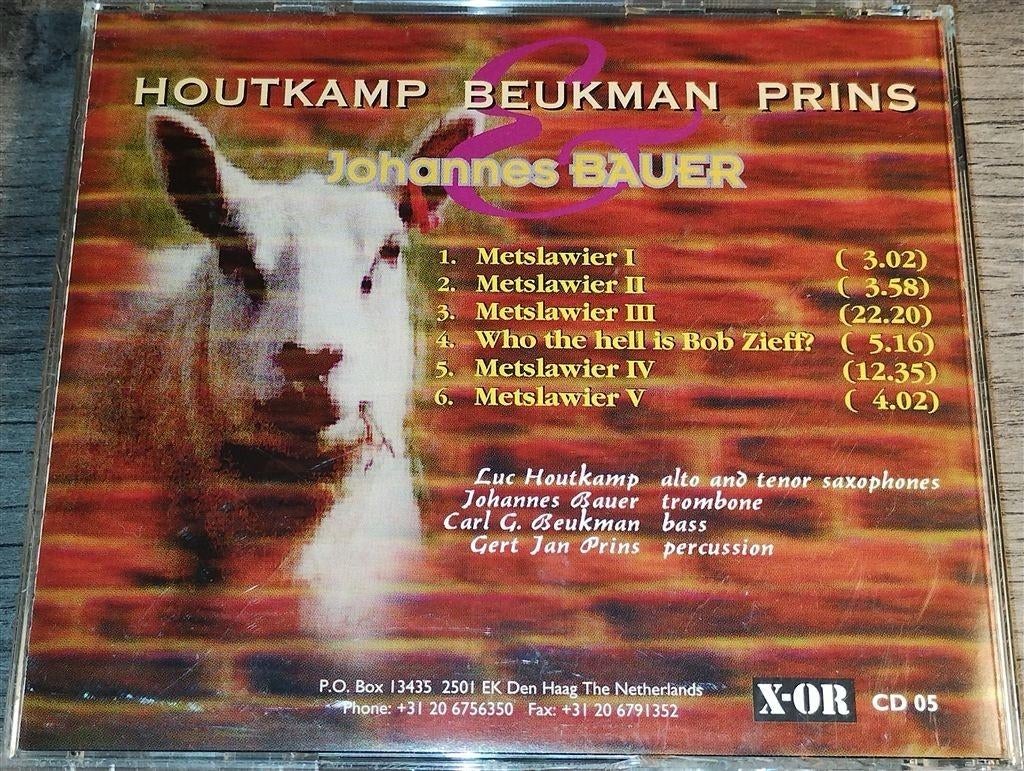 HOUTKAMP BEUKMAN PRINS
&
Johannes BAUER
1. Metslawier I ( 3.02)
2. Metslawier II ( 3.58)
3. Metslawier III (22.20)
4. Who the hell is Bob Zieff? ( 5.16)
5. Metslawier IV (12.35)
6. Metslawier V ( 4.02)
Luc Houtkamp alto and tenor saxophones
Johannes Bauer trombone
Carl G. Beukman bass
Gert Jan Prins percussion
P.O. Box 13435 2501 EK Den Haag The Netherlands
Phone: +31 20 6756350 Fax: +31 20 6791352
X-OR CD 05